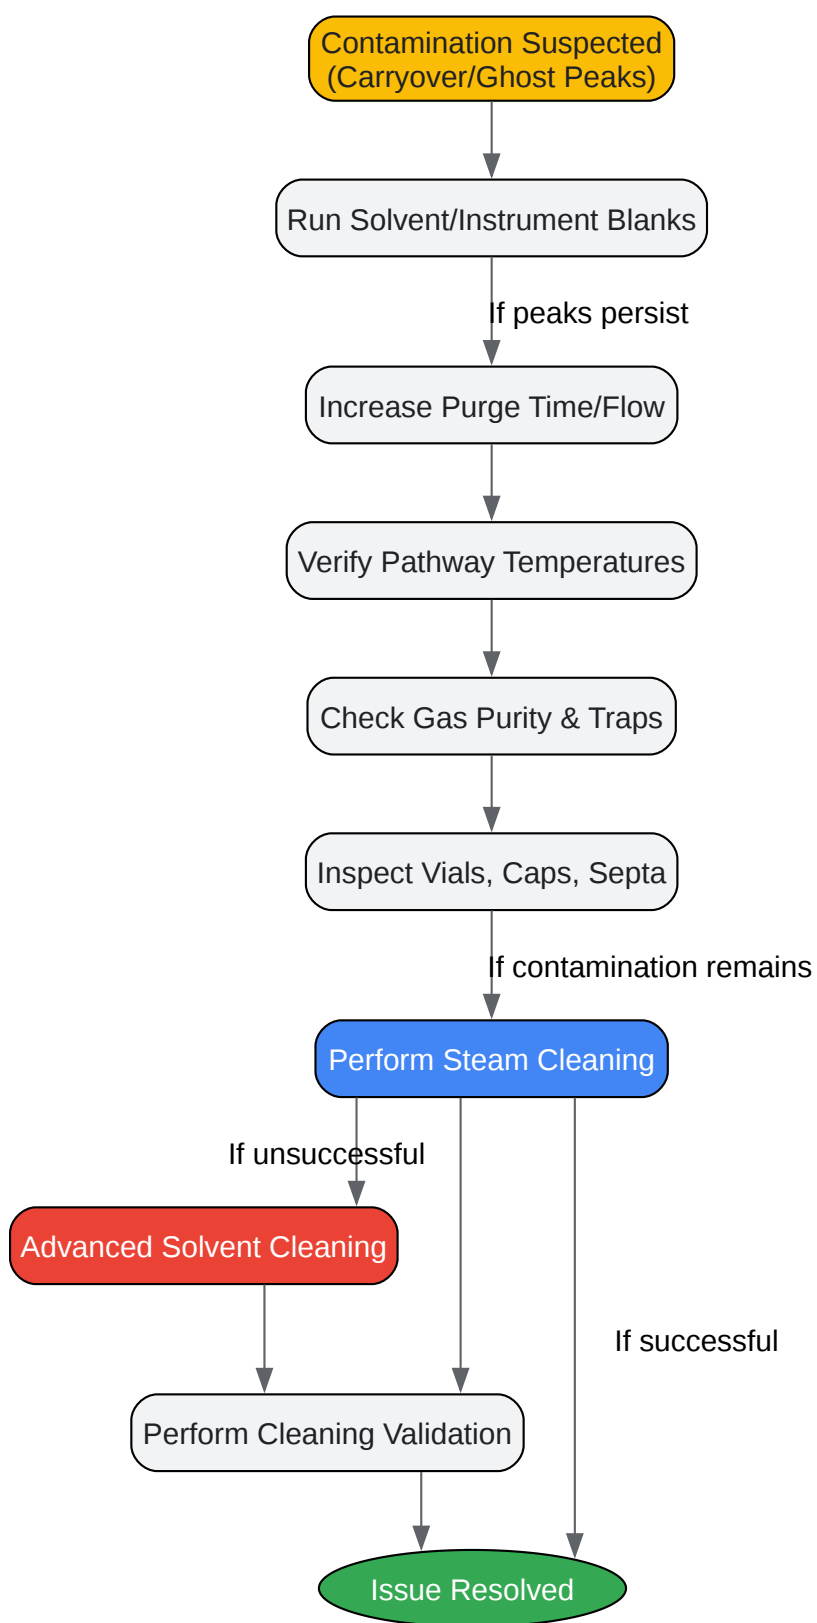 Contamination Suspected
(Carryover/Ghost Peaks)
Run Solvent/Instrument Blanks
If peaks persist
Increase Purge Time/Flow
Verify Pathway Temperatures
Check Gas Purity & Traps
Inspect Vials, Caps, Septa
If contamination remains
Perform Steam Cleaning
If unsuccessful
Advanced Solvent Cleaning
If successful
Perform Cleaning Validation
Issue Resolved